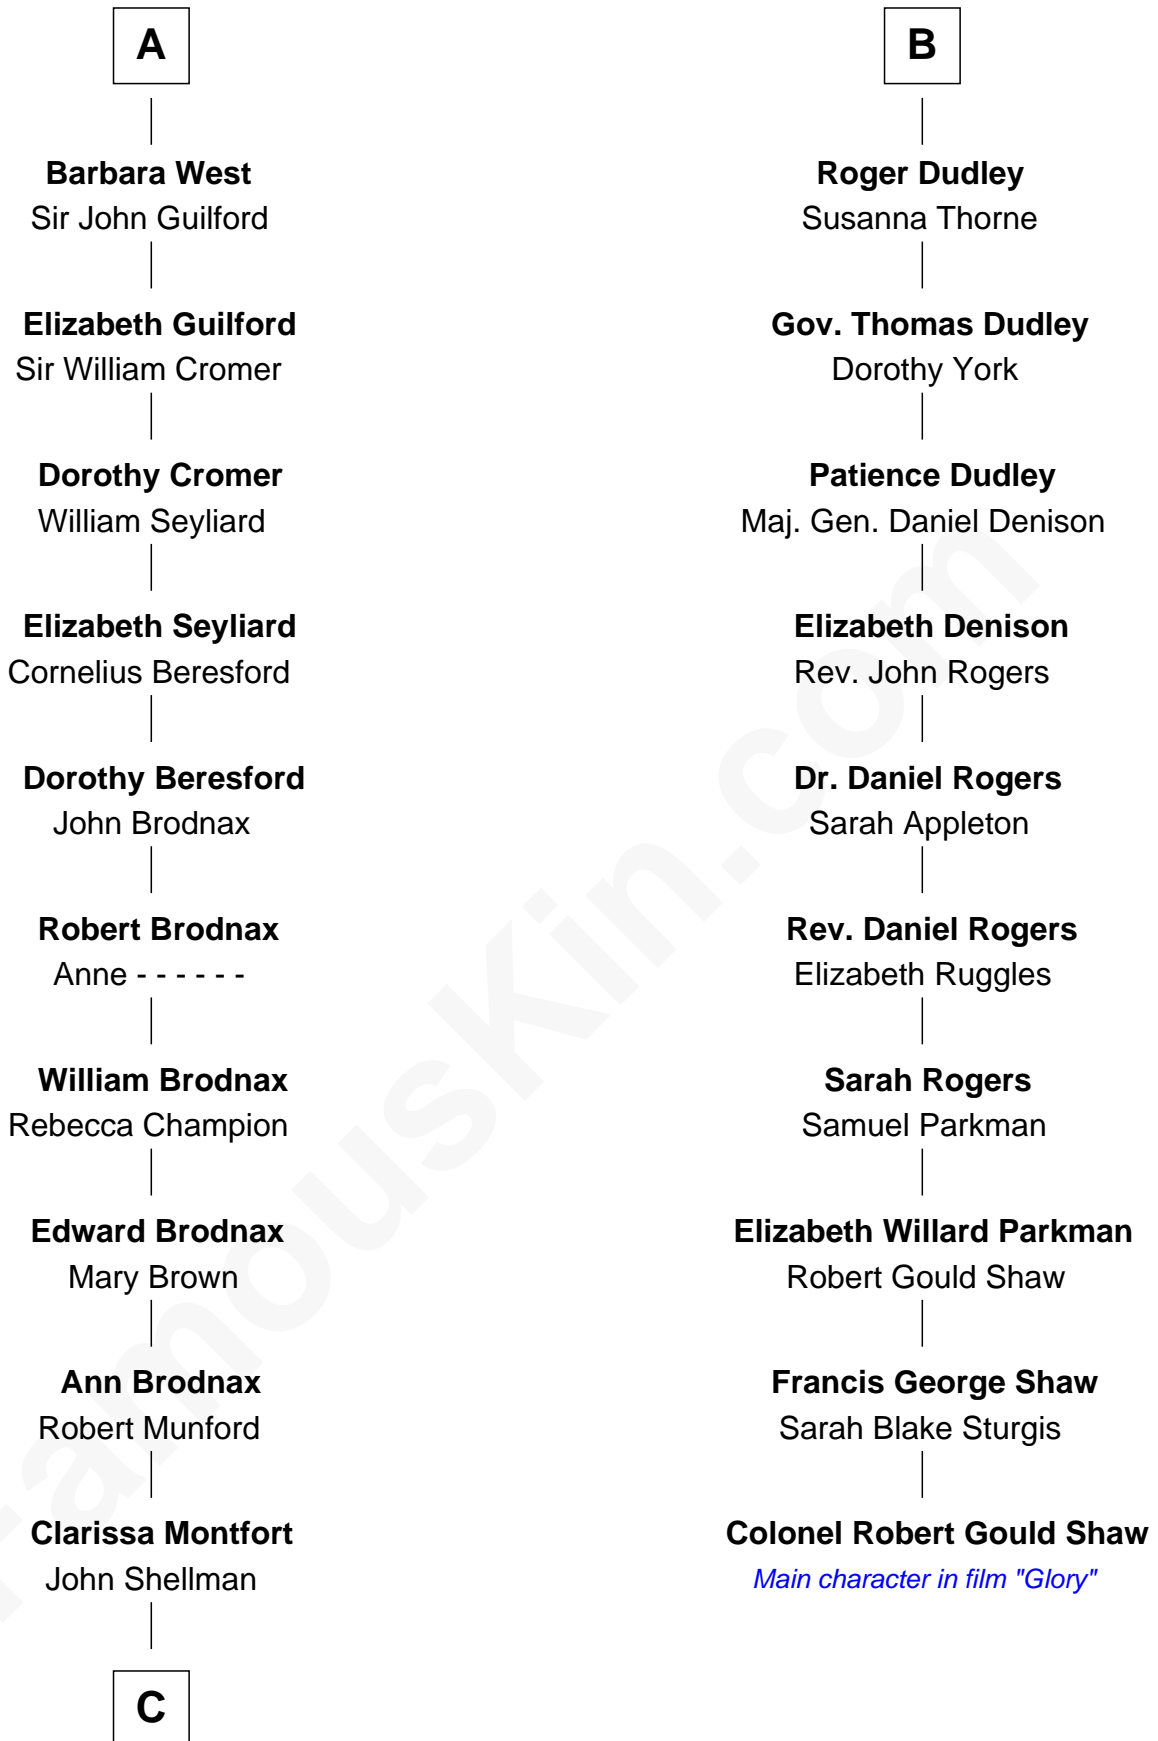 A
Barbara West
Sir John Guilford
Elizabeth Guilford
Sir William Cromer
Dorothy Cromer
William Seyliard
Elizabeth Seyliard
Cornelius Beresford
Dorothy Beresford
John Brodnax
Robert Brodnax
Anne - - - - - -
William Brodnax
Rebecca Champion
Edward Brodnax
Mary Brown
Ann Brodnax
Robert Munford
Clarissa Montfort
John Shellman
C
B
Roger Dudley
Susanna Thorne
Gov. Thomas Dudley
Dorothy York
Patience Dudley
Maj. Gen. Daniel Denison
Elizabeth Denison
Rev. John Rogers
Dr. Daniel Rogers
Sarah Appleton
Rev. Daniel Rogers
Elizabeth Ruggles
Sarah Rogers
Samuel Parkman
Elizabeth Willard Parkman
Robert Gould Shaw
Francis George Shaw
Sarah Blake Sturgis
Colonel Robert Gould Shaw
Main character in film "Glory"
FamousKin.com